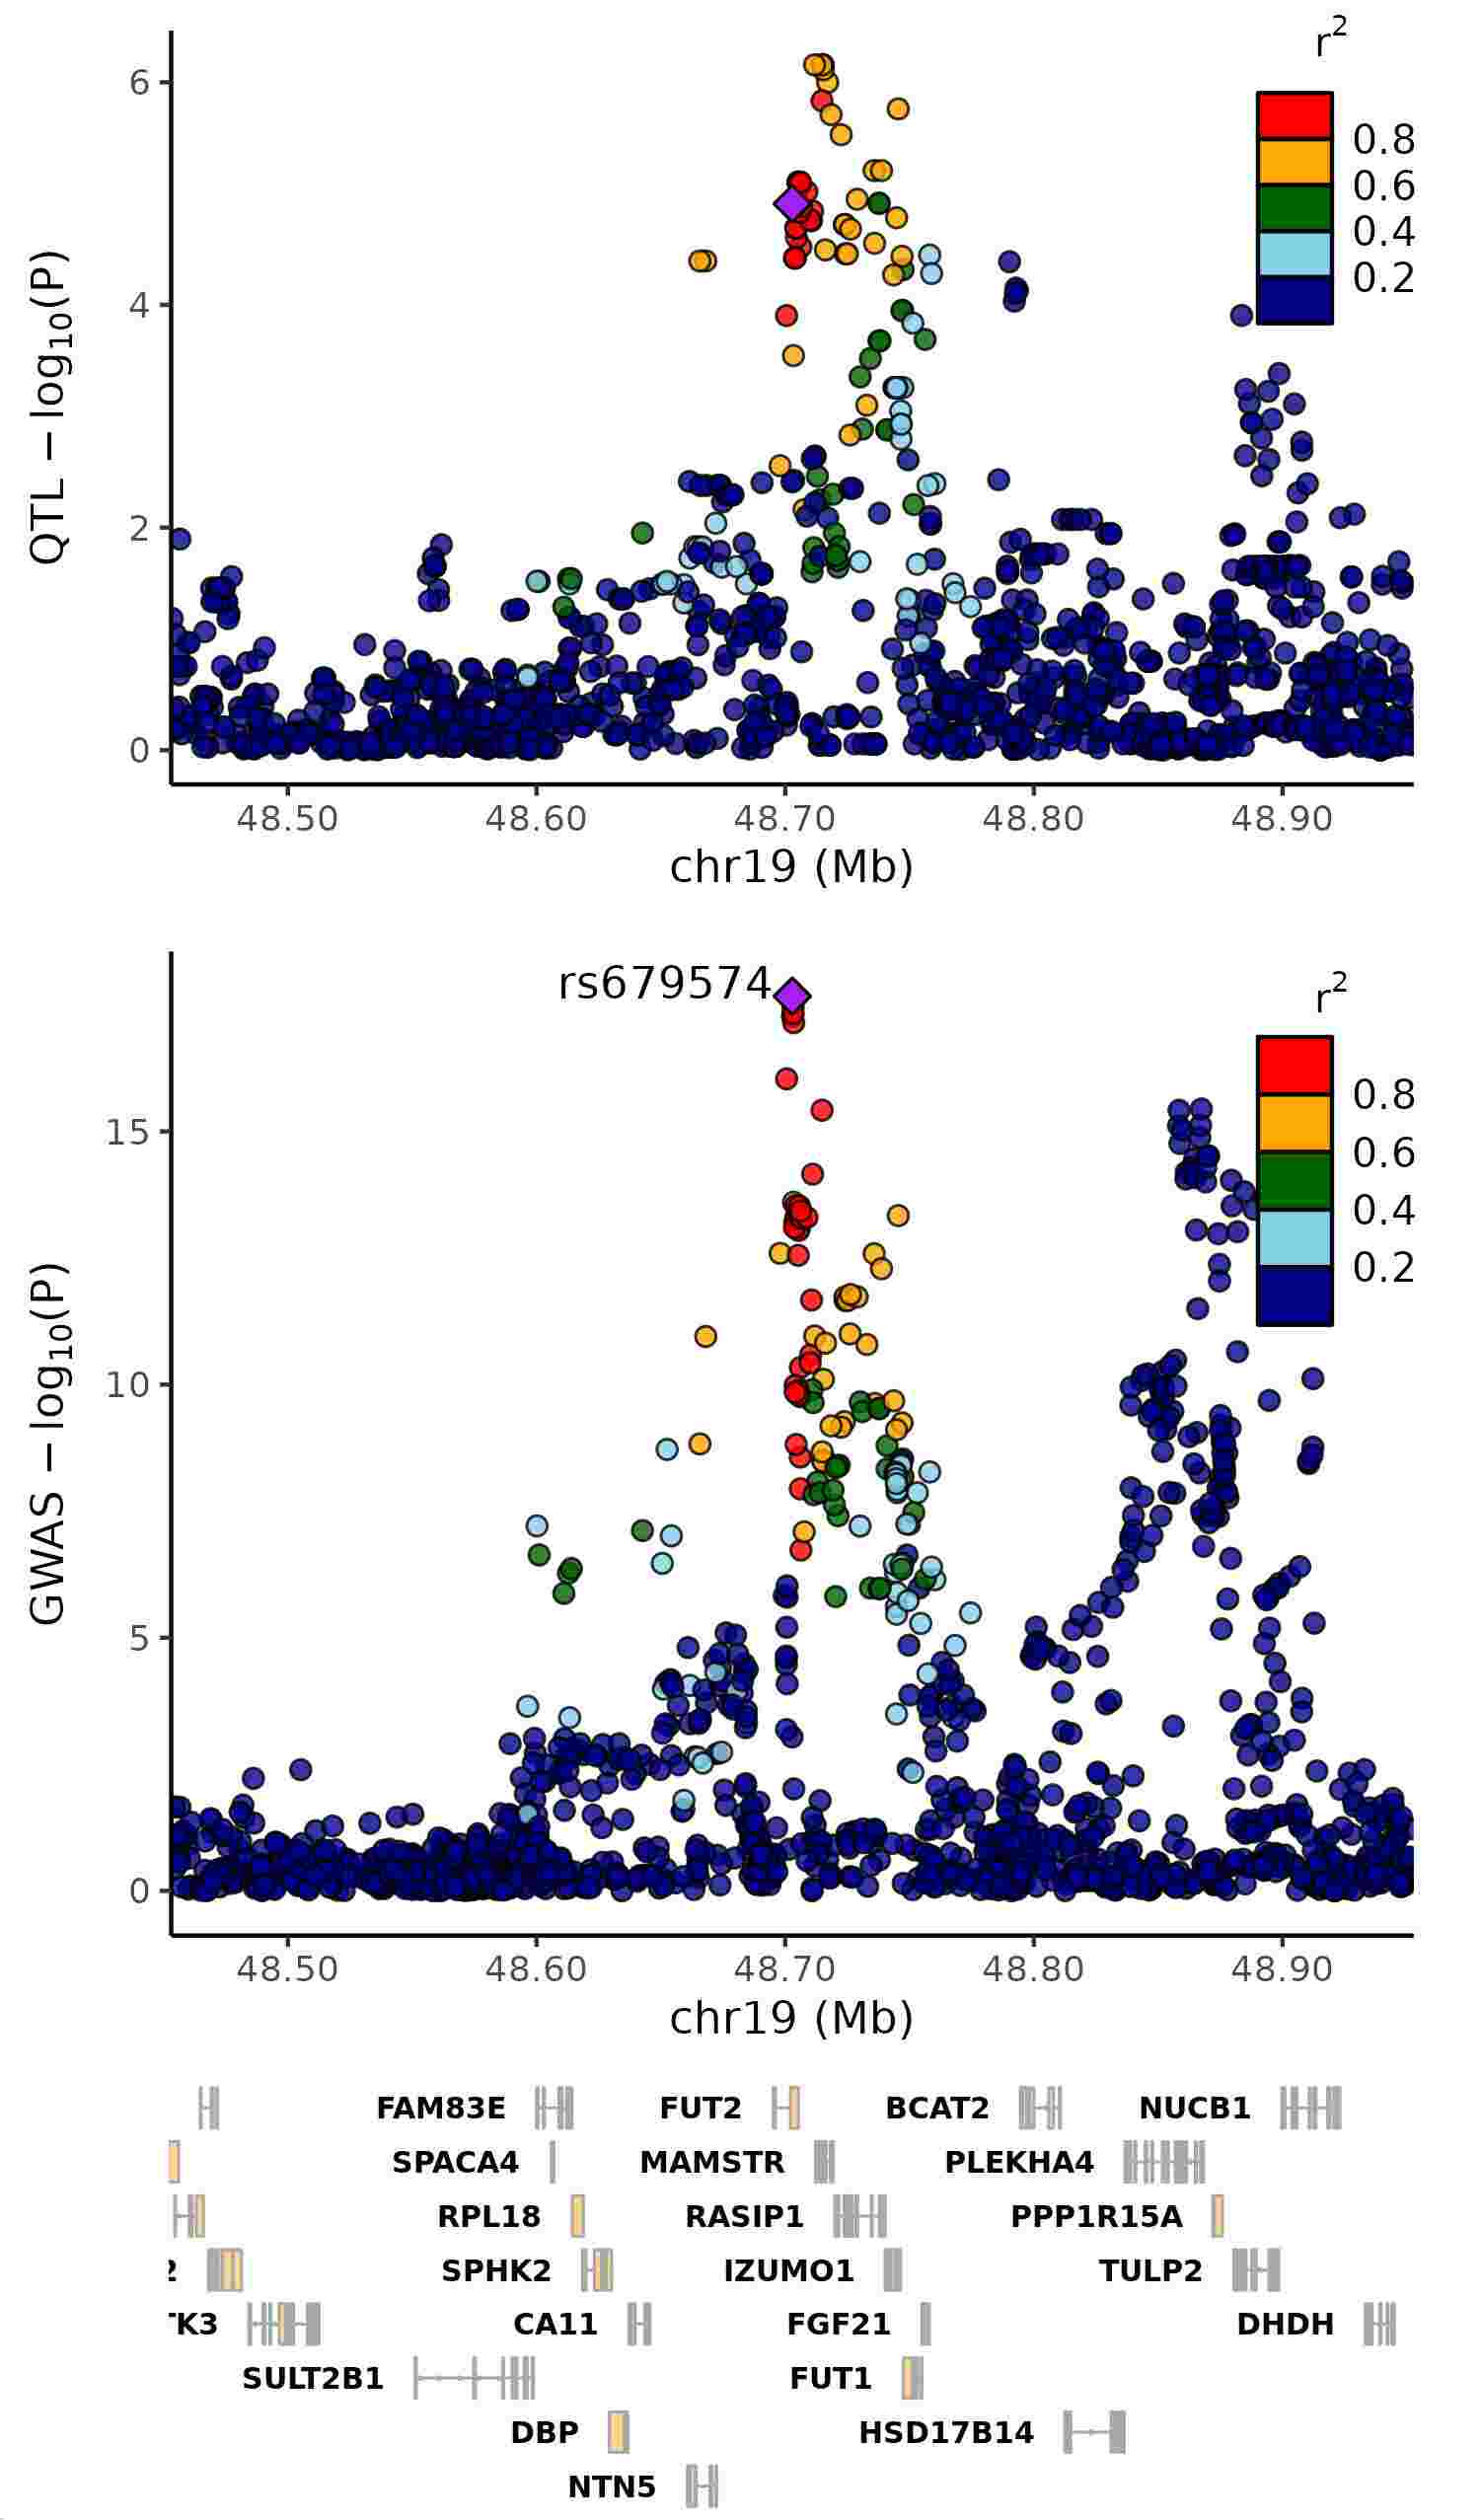 r2
6
4
2
0
0.8
0.6
0.4
0.2
QTL − log10(P)
48.50 48.60 48.70 48.80 48.90
chr19 (Mb)
rs679574
r2
15
10
5
0
0.8
0.6
0.4
0.2
GWAS − log10(P)
48.50 48.60 48.70 48.80 48.90
chr19 (Mb)
FAM83E FUT2 BCAT2 NUCB1
SPACA4 MAMSTR PLEKHA4
RPL18 RASIP1 PPP1R15A
2 SPHK2 IZUMO1 TULP2
TK3 CA11 FGF21 DHDH
SULT2B1 FUT1
DBP HSD17B14
NTN5